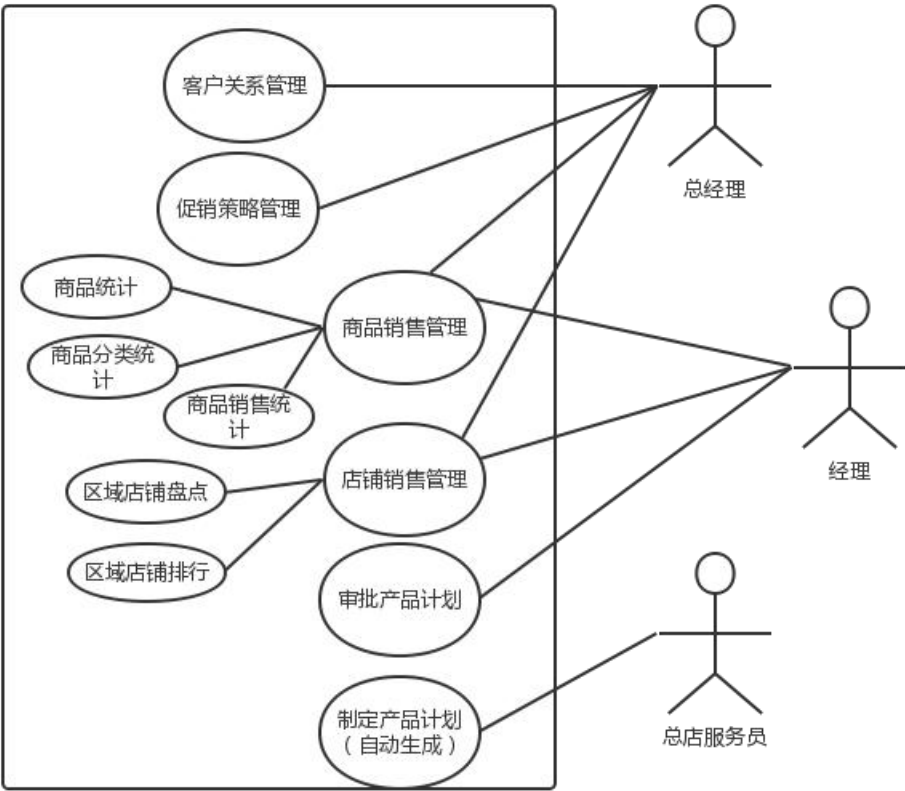 客户关系管理
总经理
促销策略管理
商品统计
商品销售管理
商品分类统
计
商品销售统
计
经理
店铺销售管理
区域店铺盘点
区域店铺排行
审批产品计划
制定产品计划
（自动生成）
总店服务员